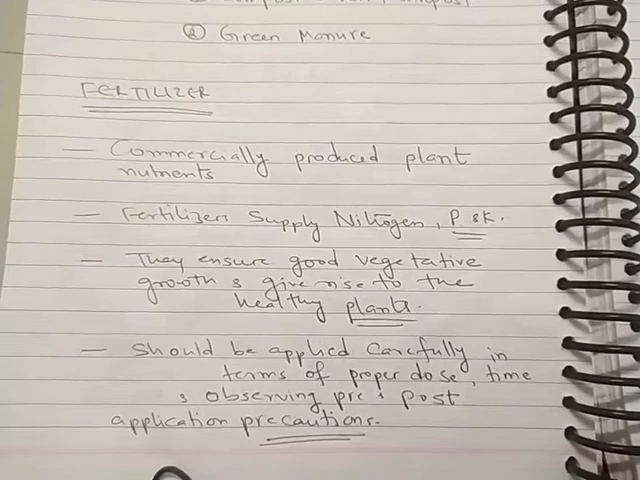 ② Green Manure
FERTILIZER
— Commercially produced plant
nutrients
— Fertilizers Supply Nitrogen, P & K.
— They ensure good vegetative
growth & give rise to the
healthy plants.
— Should be applied carefully in
terms of proper dose, time
& observing pre & post
application precautions.